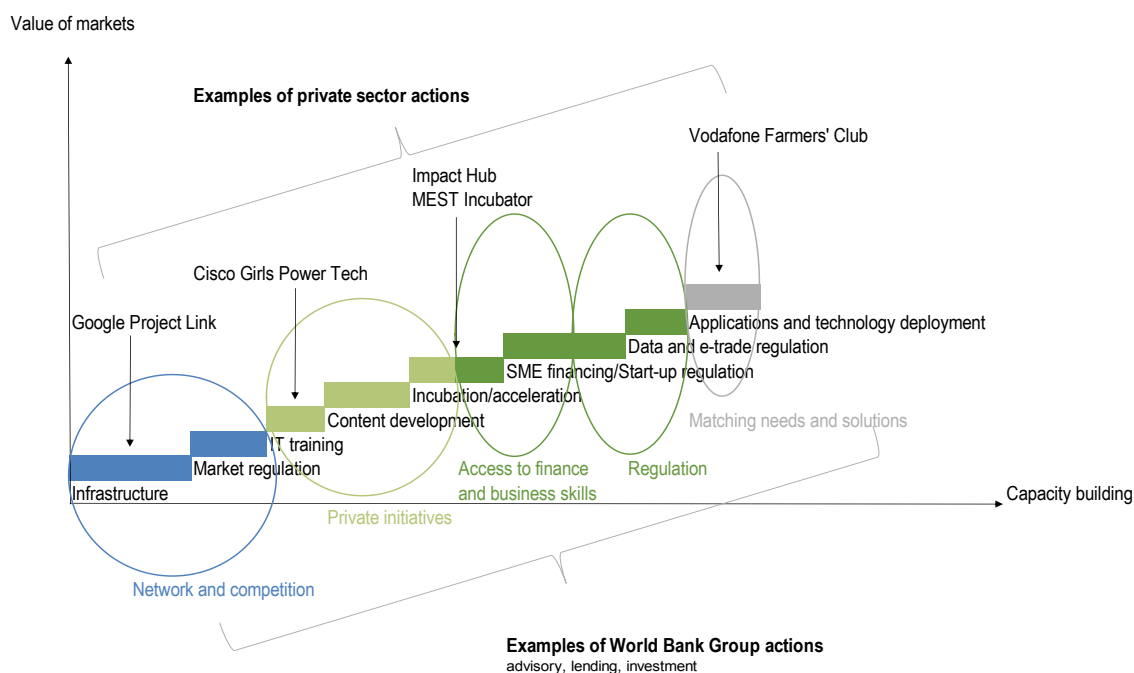 Value of markets
Examples of private sector actions
Vodafone Farmers' Club
Impact Hub
MEST Incubator
Cisco Girls Power Tech
Google Project Link
Applications and technology deployment
Data and e-trade regulation
SME financing/Start-up regulation
Incubation/acceleration
Content development
Matching needs and solutions
IT training
Market regulation
Access to finance
and business skills
Regulation
Infrastructure
Capacity building
Private initiatives
Network and competition
Examples of World Bank Group actions
advisory, lending, investment